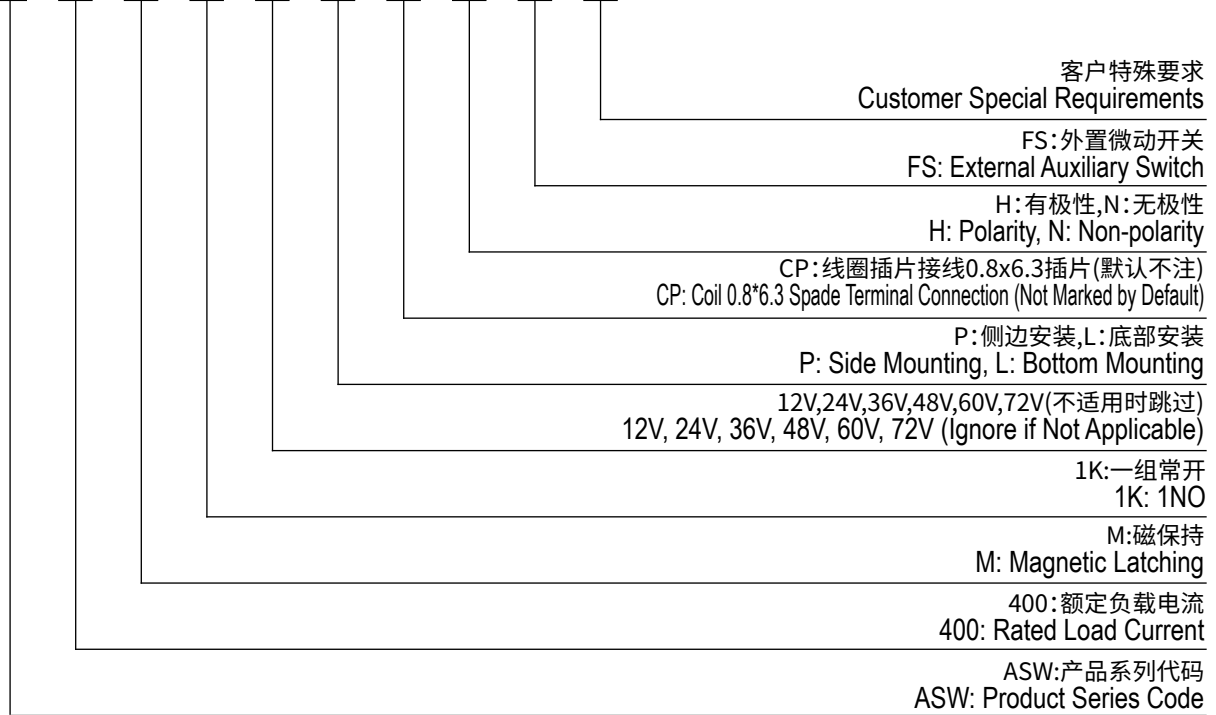 客户特殊要求
Customer Special Requirements
FS:外置微动开关
FS: External Auxiliary Switch
H:有极性,N:无极性
H: Polarity, N: Non-polarity
CP:线圈插片接线0.8x6.3插片(默认不注)
CP: Coil 0.8*6.3 Spade Terminal Connection (Not Marked by Default)
P:侧边安装,L:底部安装
P: Side Mounting, L: Bottom Mounting
12V,24V,36V,48V,60V,72V(不适用时跳过)
12V, 24V, 36V, 48V, 60V, 72V (Ignore if Not Applicable)
1K:一组常开
1K: 1NO
M:磁保持
M: Magnetic Latching
400:额定负载电流
400: Rated Load Current
ASW:产品系列代码
ASW: Product Series Code